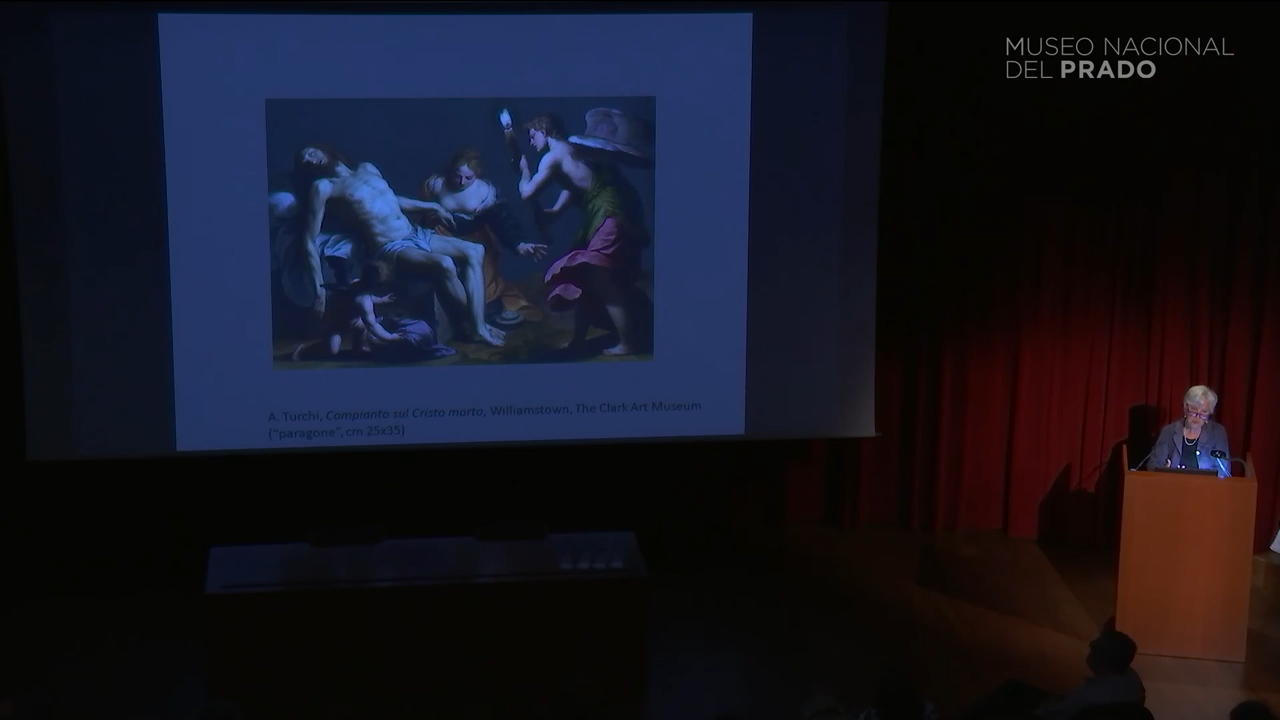 MUSEO NACIONAL
DEL PRADO
A. Turchi, Compianto sul Cristo morto, Williamstown, The Clark Art Museum
("paragone", cm 25x35)